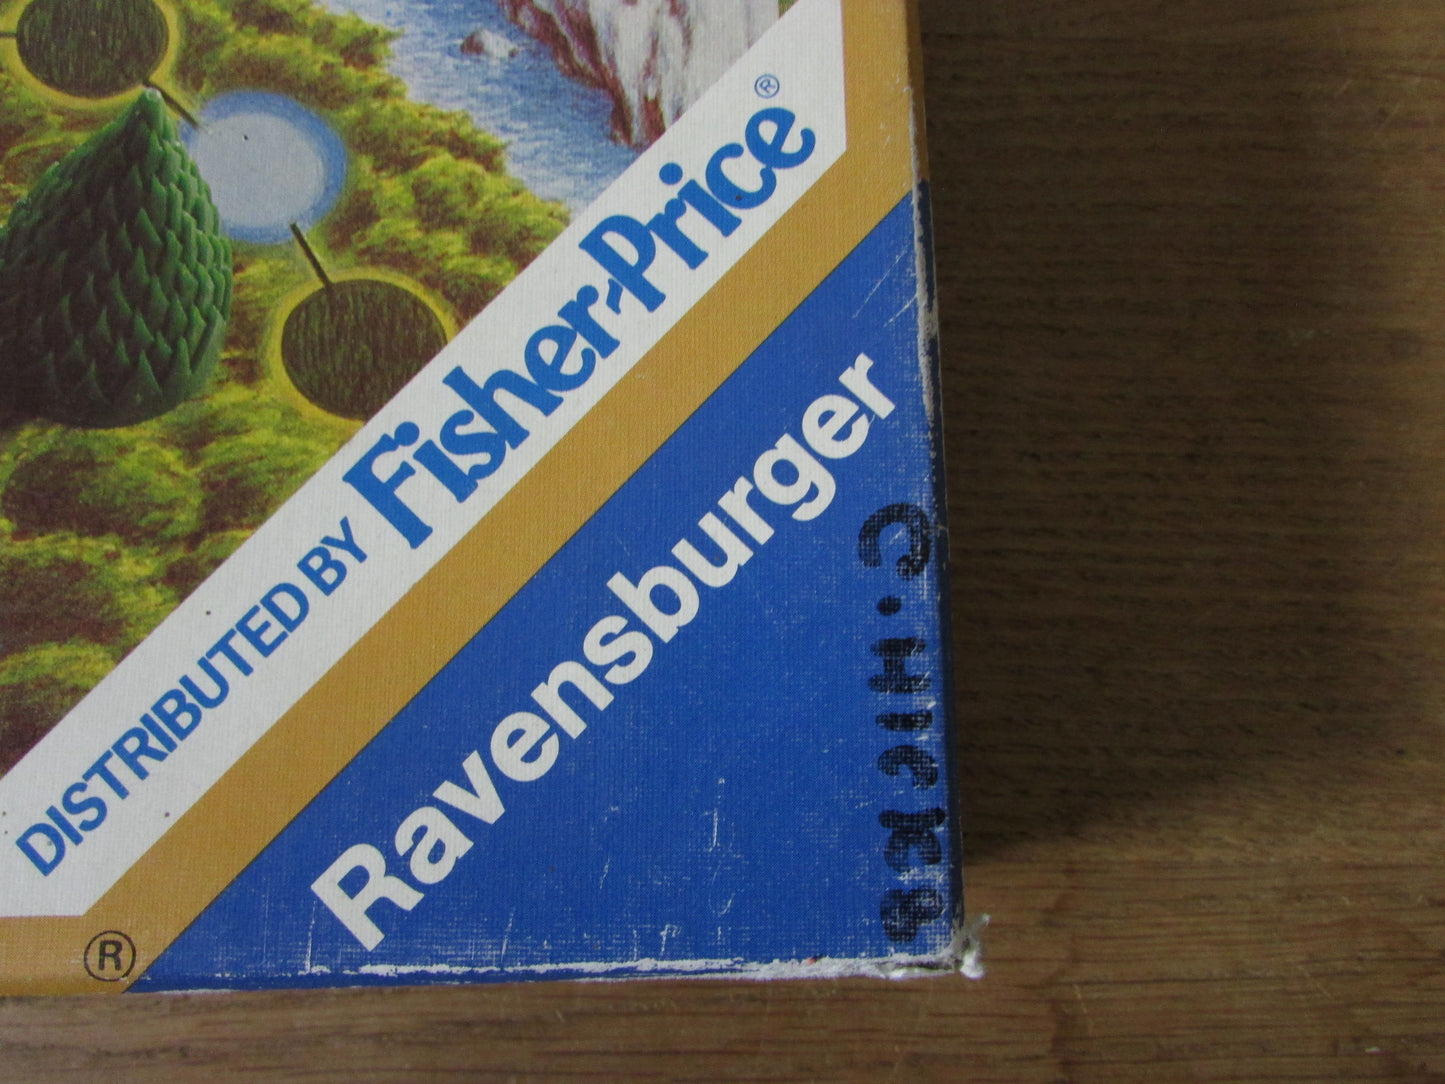 DISTRIBUTED BY Fisher-Price®
Ravensburger
®